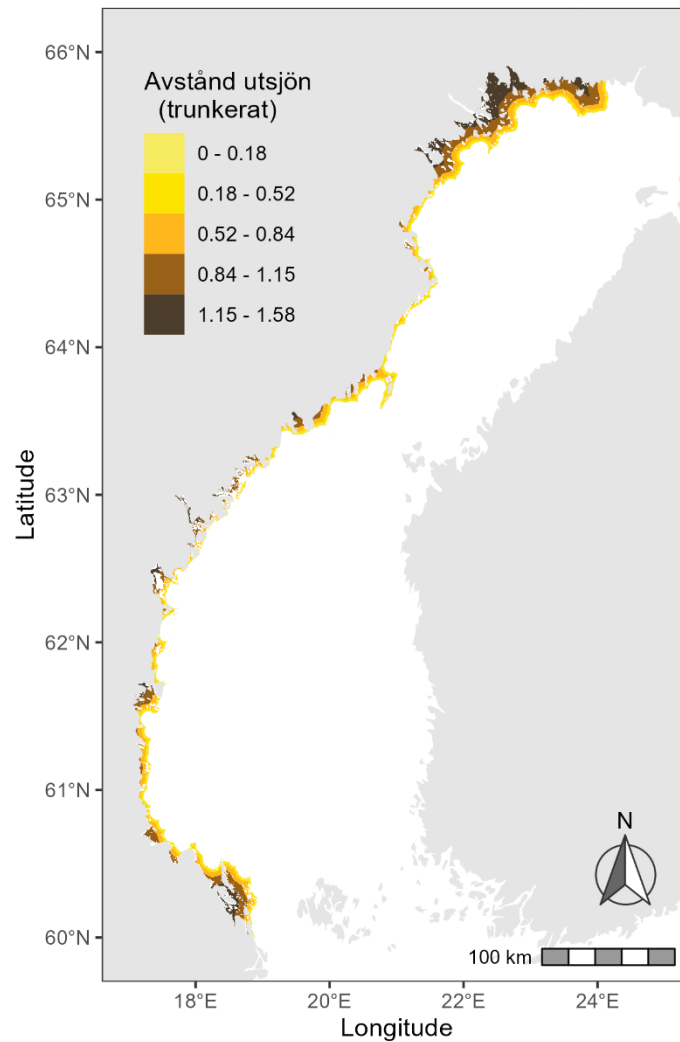 Avstånd utsjön
(trunkerat)
0 - 0.18
0.18 - 0.52
0.52 - 0.84
0.84 - 1.15
1.15 - 1.58
66°N
65°N
64°N
63°N
62°N
61°N
60°N
Latitude
N
100 km
18°E
20°E
22°E
24°E
Longitude